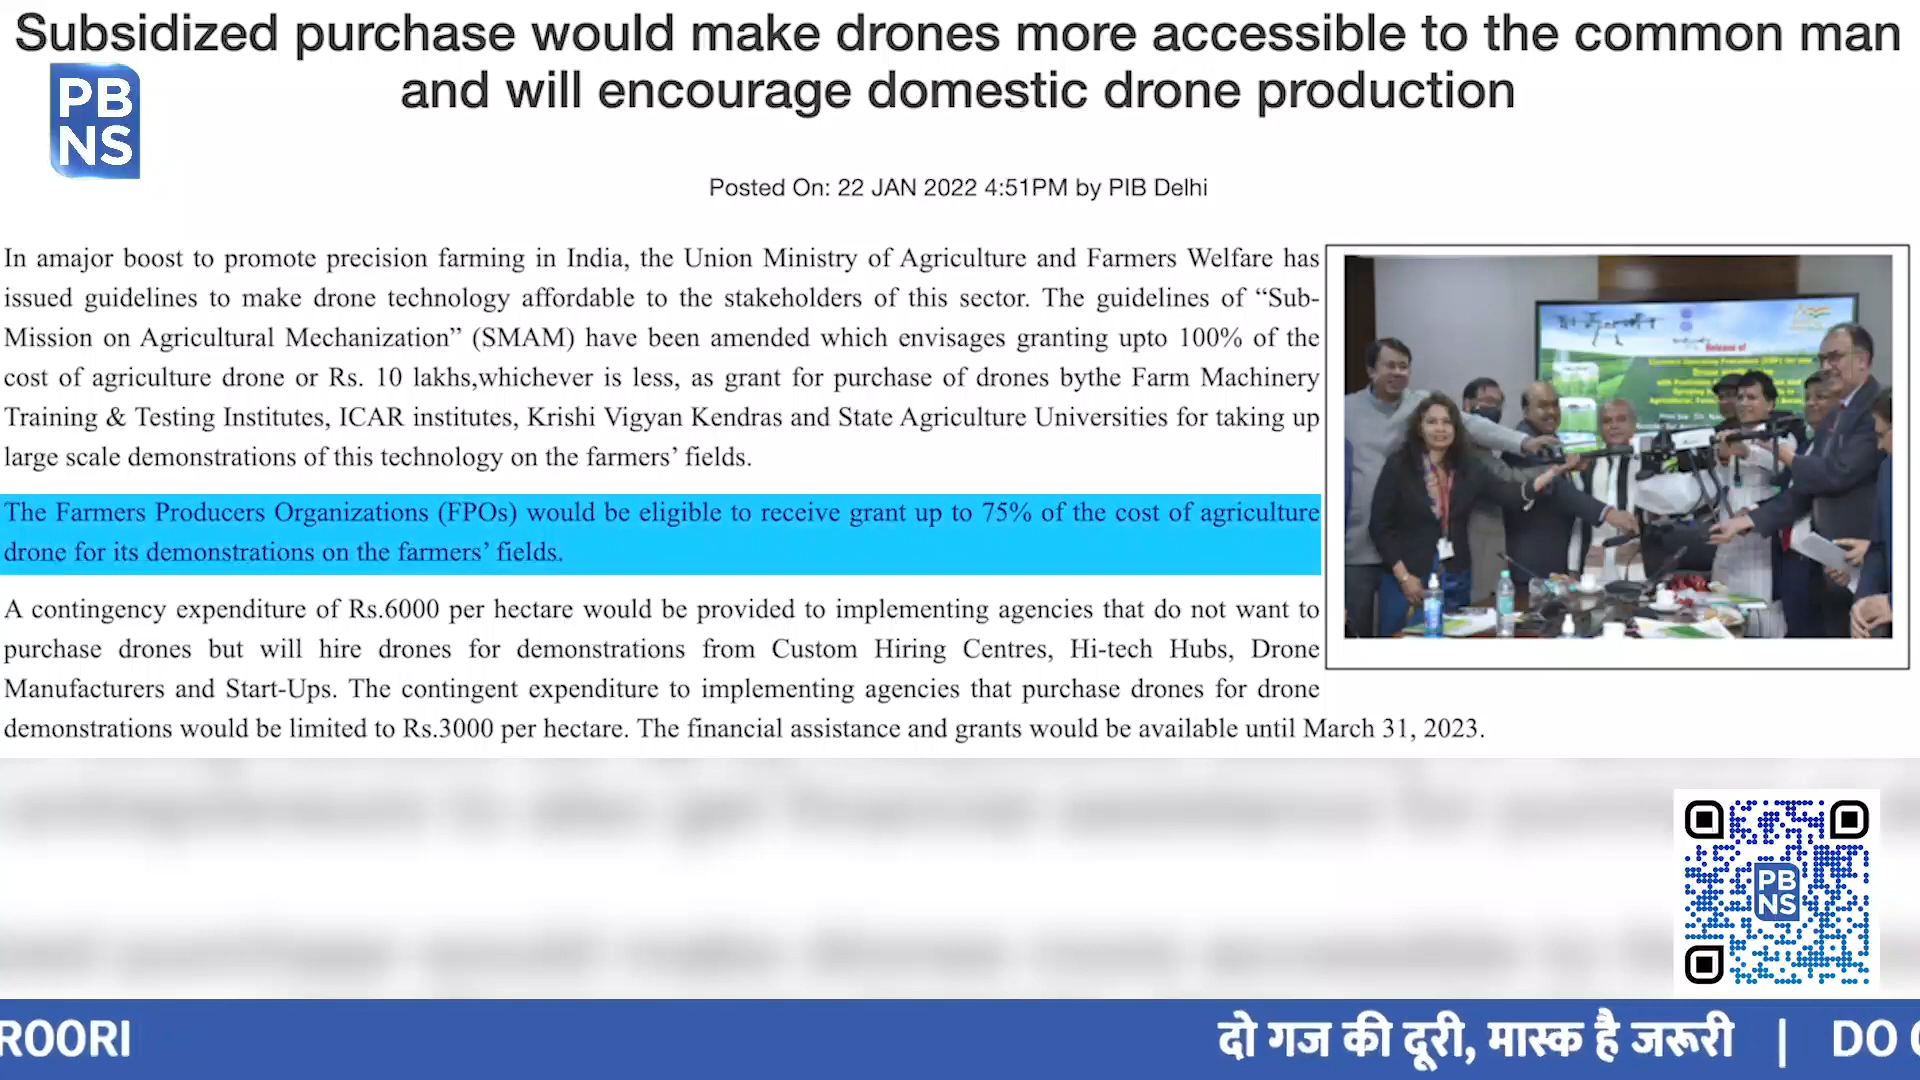 Subsidized purchase would make drones more accessible to the common man
and will encourage domestic drone production
PB
NS
Posted On: 22 JAN 2022 4:51PM by PIB Delhi
In amajor boost to promote precision farming in India, the Union Ministry of Agriculture and Farmers Welfare has
issued guidelines to make drone technology affordable to the stakeholders of this sector. The guidelines of “Sub-
Mission on Agricultural Mechanization” (SMAM) have been amended which envisages granting upto 100% of the
cost of agriculture drone or Rs. 10 lakhs,whichever is less, as grant for purchase of drones bythe Farm Machinery
Training & Testing Institutes, ICAR institutes, Krishi Vigyan Kendras and State Agriculture Universities for taking up
large scale demonstrations of this technology on the farmers’ fields.
The Farmers Producers Organizations (FPOs) would be eligible to receive grant up to 75% of the cost of agriculture
drone for its demonstrations on the farmers’ fields.
A contingency expenditure of Rs.6000 per hectare would be provided to implementing agencies that do not want to
purchase drones but will hire drones for demonstrations from Custom Hiring Centres, Hi-tech Hubs, Drone
Manufacturers and Start-Ups. The contingent expenditure to implementing agencies that purchase drones for drone
demonstrations would be limited to Rs.3000 per hectare. The financial assistance and grants would be available until March 31, 2023.
Release of
PB
NS
ROORI दो गज की दूरी, मास्क है जरूरी | DO